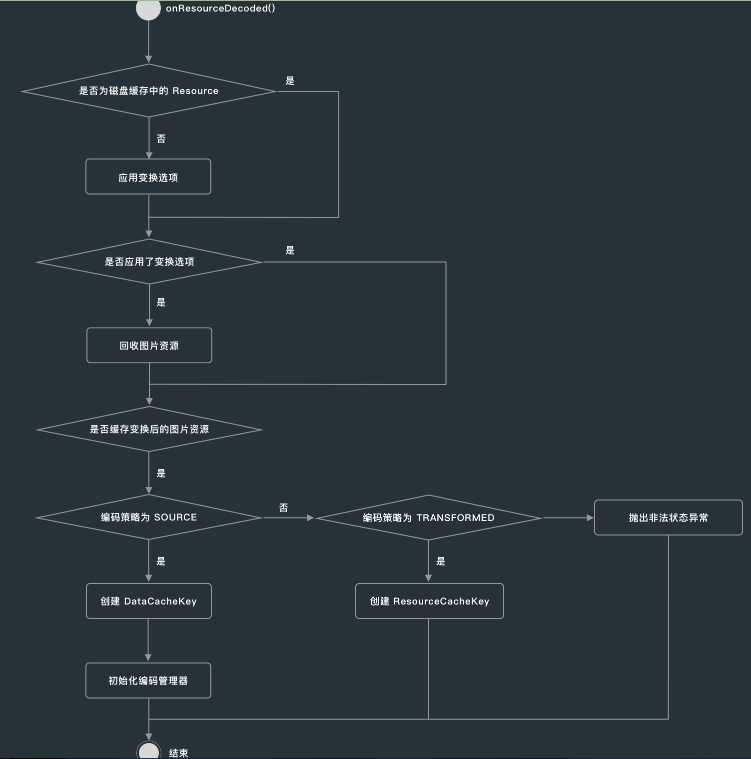 onResourceDecoded()
是
是否为磁盘缓存中的 Resource
否
应用变换选项
是
是否应用了变换选项
是
回收图片资源
是否缓存变换后的图片资源
是
编码策略为 SOURCE
否
编码策略为 TRANSFORMED
抛出非法状态异常
是
是
创建 DataCacheKey
创建 ResourceCacheKey
初始化编码管理器
结束